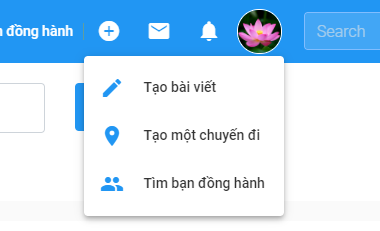 đồng hành
Search
Tạo bài viết
Tạo một chuyến đi
Tìm bạn đồng hành